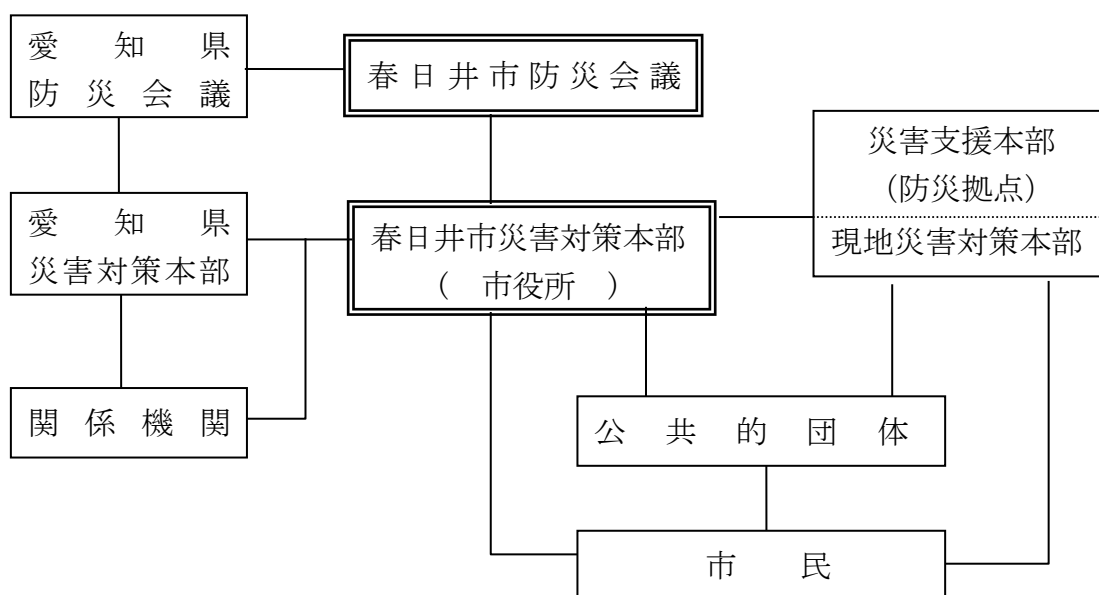 愛知県
防災会議
春日井市防災会議
災害支援本部
(防災拠点)
現地災害対策本部
愛知県
災害対策本部
春日井市災害対策本部
( 市役所 )
関係機関
公共的団体
市民